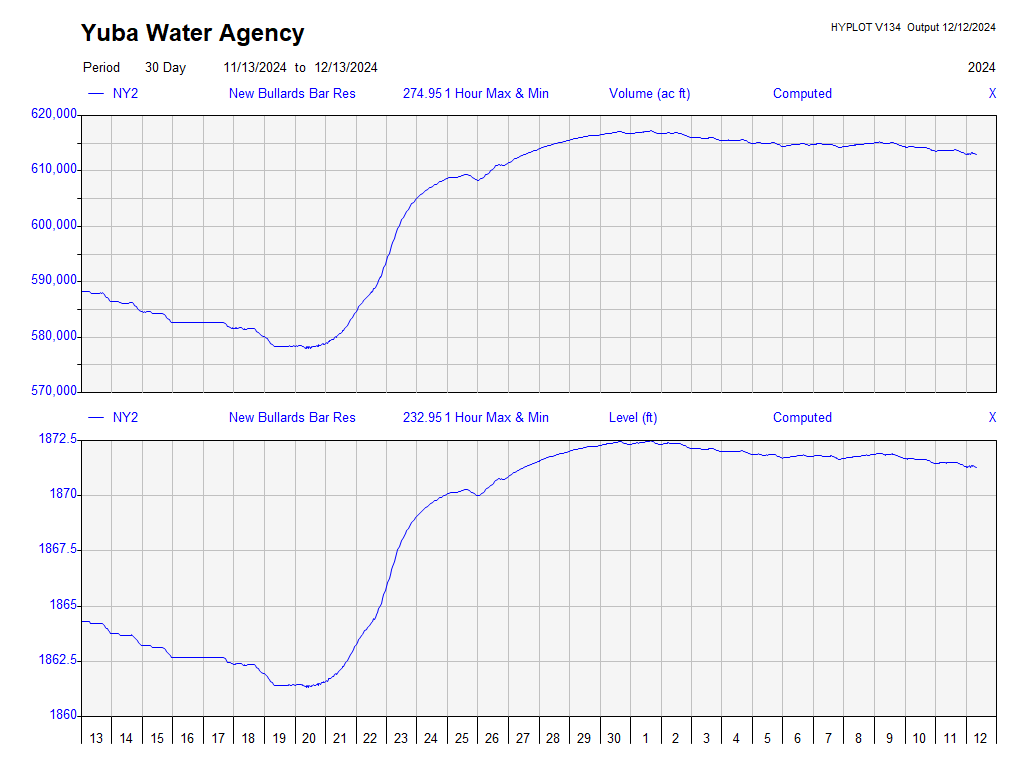 Yuba Water Agency
HYPLOT V134 Output 12/12/2024
Period 30 Day 11/13/2024 to 12/13/2024 2024
NY2 New Bullards Bar Res 274.95 1 Hour Max & Min Volume (ac ft) Computed X
620,000
610,000
600,000
590,000
580,000
570,000
NY2 New Bullards Bar Res 232.95 1 Hour Max & Min Level (ft) Computed X
1872.5
1870
1867.5
1865
1862.5
1860
13 14 15 16 17 18 19 20 21 22 23 24 25 26 27 28 29 30 1 2 3 4 5 6 7 8 9 10 11 12